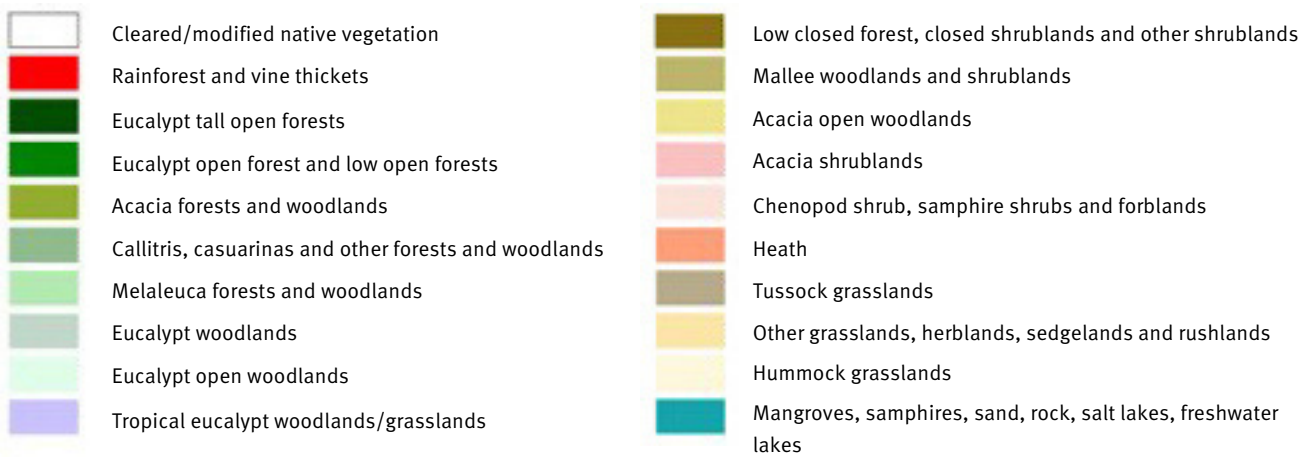 Cleared/modified native vegetation
Rainforest and vine thickets
Eucalypt tall open forests
Eucalypt open forest and low open forests
Acacia forests and woodlands
Callitris, casuarinas and other forests and woodlands
Melaleuca forests and woodlands
Eucalypt woodlands
Eucalypt open woodlands
Tropical eucalypt woodlands/grasslands
Low closed forest, closed shrublands and other shrublands
Mallee woodlands and shrublands
Acacia open woodlands
Acacia shrublands
Chenopod shrub, samphire shrubs and forblands
Heath
Tussock grasslands
Other grasslands, herblands, sedgelands and rushlands
Hummock grasslands
Mangroves, samphires, sand, rock, salt lakes, freshwater
lakes